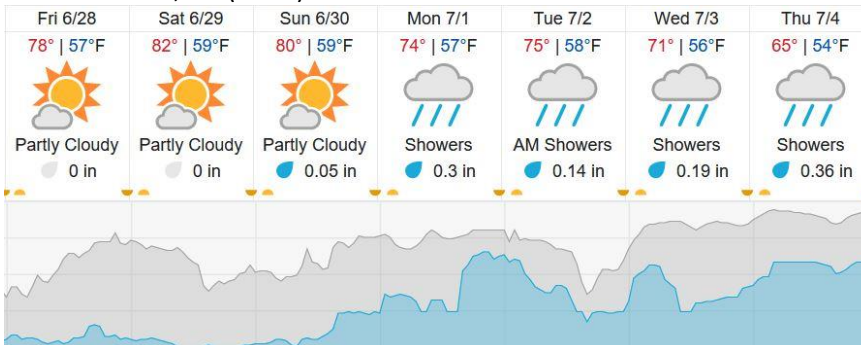 Fri 6/28 Sat 6/29 Sun 6/30 Mon 7/1 Tue 7/2 Wed 7/3 Thu 7/4
78° | 57°F 82° | 59°F 80° | 59°F 74° | 57°F 75° | 58°F 71° | 56°F 65° | 54°F
Partly Cloudy Partly Cloudy Partly Cloudy Showers AM Showers Showers Showers
0 in 0 in 0.05 in 0.3 in 0.14 in 0.19 in 0.36 in